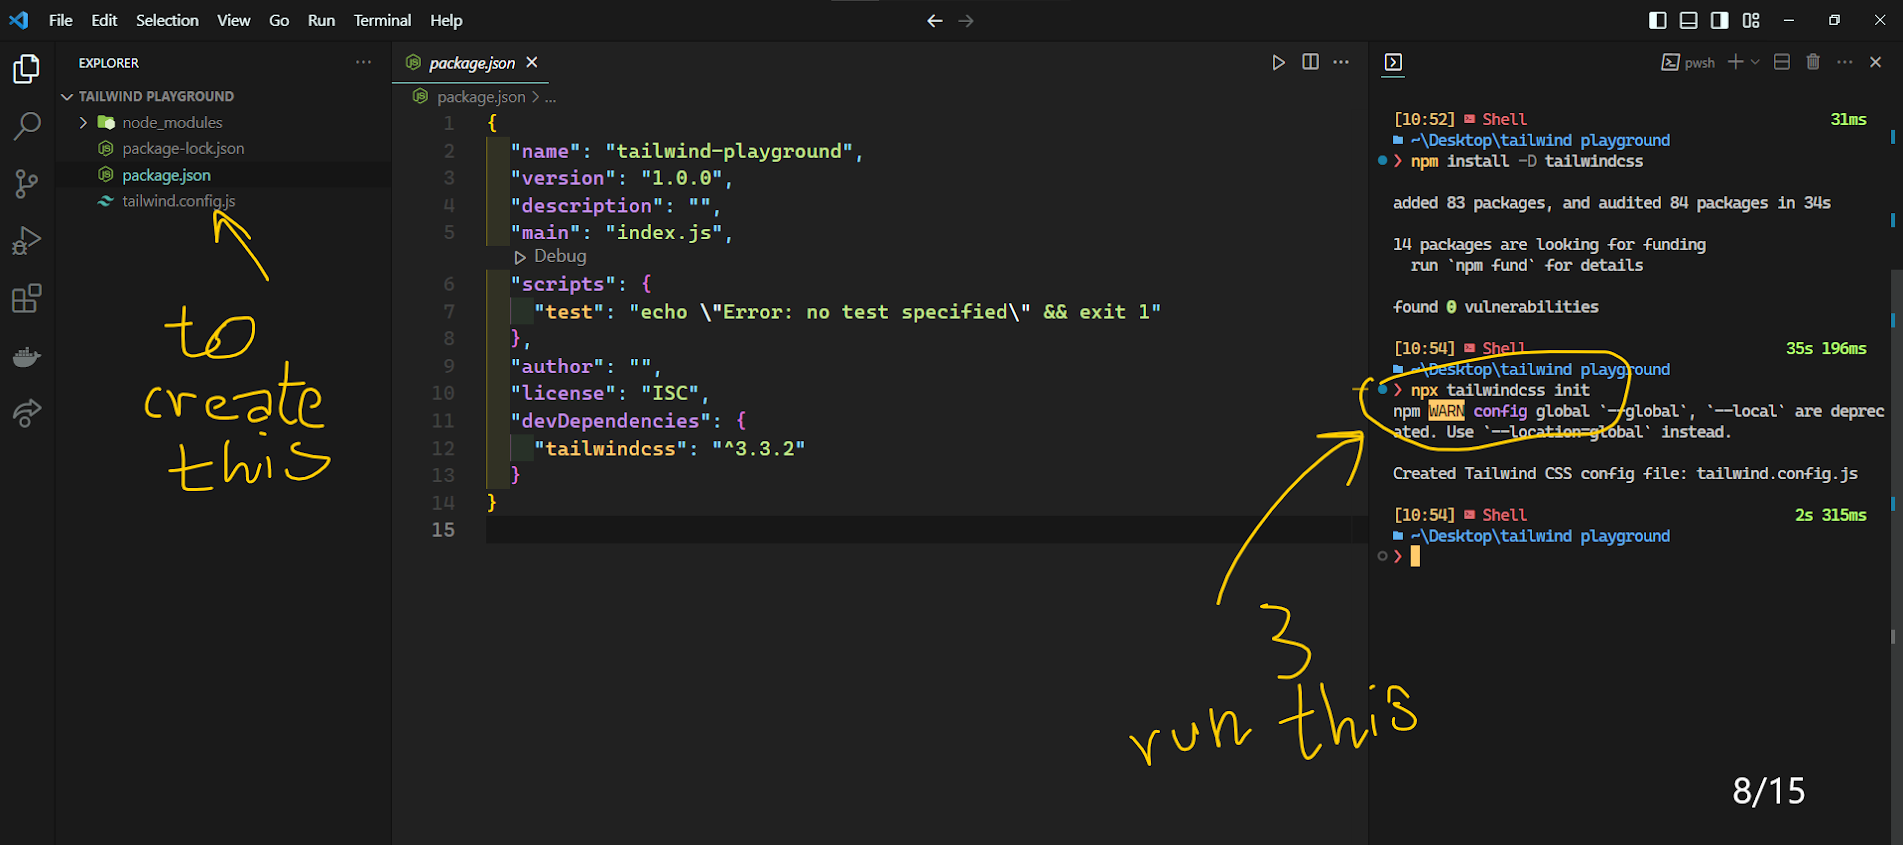 File Edit Selection View Go Run Terminal Help
EXPLORER
TAILWIND PLAYGROUND
node_modules
package-lock.json
package.json
tailwind.config.js
to
create
this
package.json
package.json > ...
1 {
2 "name": "tailwind-playground",
3 "version": "1.0.0",
4 "description": "",
5 "main": "index.js",
Debug
6 "scripts": {
7 "test": "echo \"Error: no test specified\" && exit 1"
8 },
9 "author": "",
10 "license": "ISC",
11 "devDependencies": {
12 "tailwindcss": "^3.3.2"
13 }
14 }
15
pwsh
[10:52] Shell 31ms
~\Desktop\tailwind playground
❯ npm install -D tailwindcss
added 83 packages, and audited 84 packages in 34s
14 packages are looking for funding
run `npm fund` for details
found 0 vulnerabilities
[10:54] Shell 35s 196ms
~\Desktop\tailwind playground
❯ npx tailwindcss init
npm WARN config global `--global`, `--local` are deprec
ated. Use `--location=global` instead.
Created Tailwind CSS config file: tailwind.config.js
[10:54] Shell 2s 315ms
~\Desktop\tailwind playground
❯
3
run this
8/15